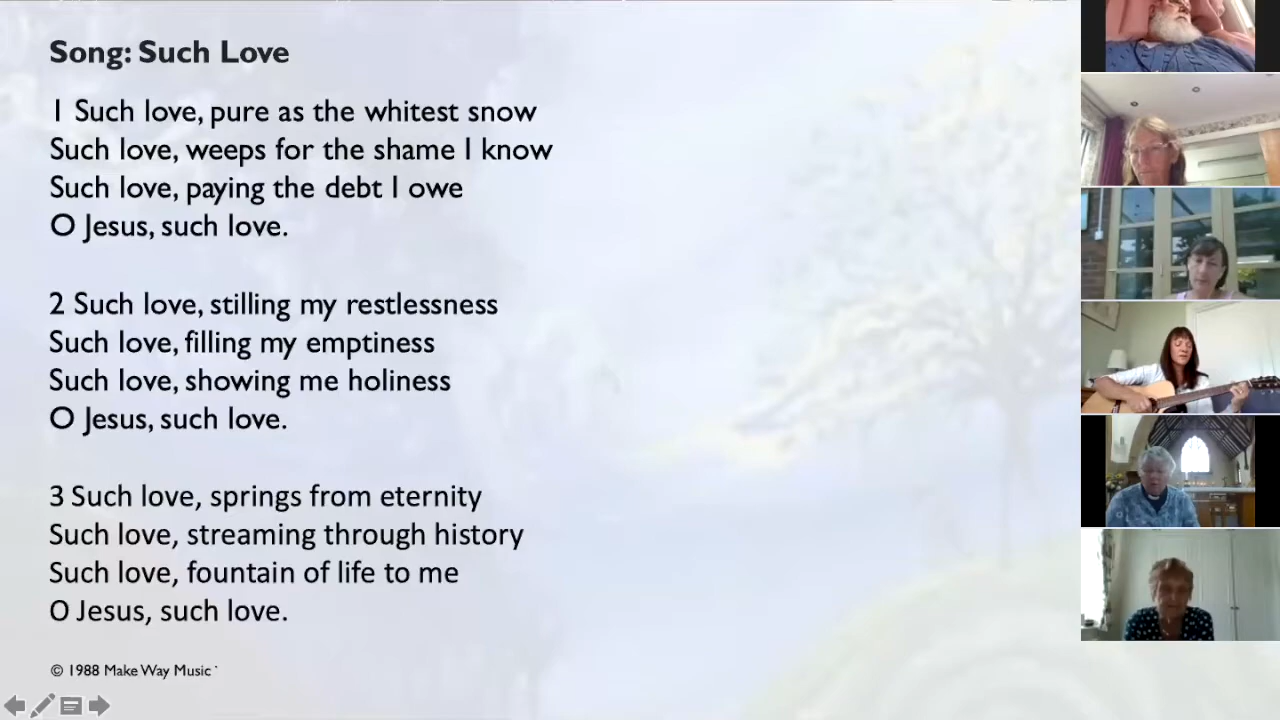 Song: Such Love
1 Such love, pure as the whitest snow
Such love, weeps for the shame I know
Such love, paying the debt I owe
O Jesus, such love.
2 Such love, stilling my restlessness
Such love, filling my emptiness
Such love, showing me holiness
O Jesus, such love.
3 Such love, springs from eternity
Such love, streaming through history
Such love, fountain of life to me
O Jesus, such love.
© 1988 Make Way Music